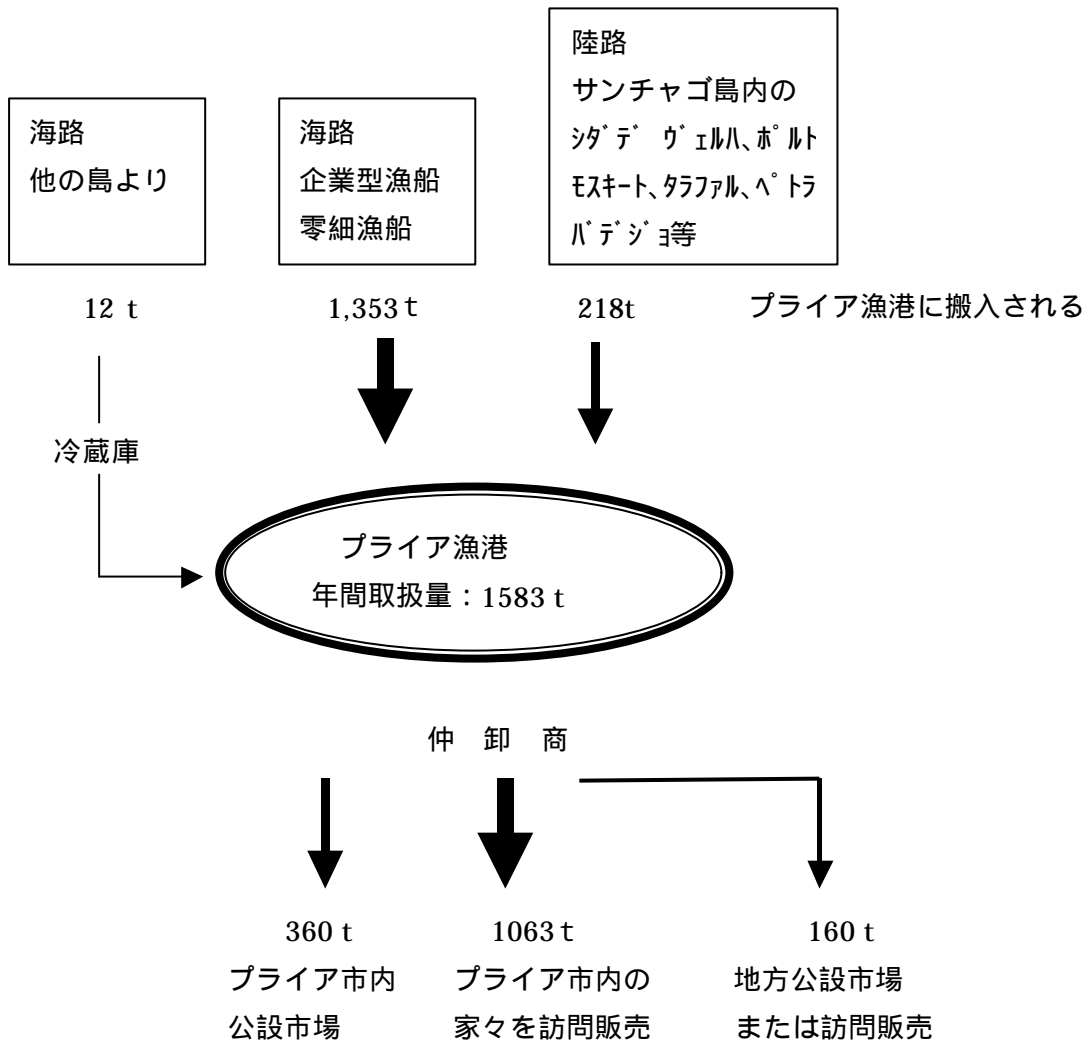 海路
他の島より
海路
企業型漁船
零細漁船
陸路
サンチャゴ島内の
ｼﾀﾞﾃﾞ ｳﾞｪﾙﾊ、ﾎﾟﾙﾄ
ﾓｽｷｰﾄ、ﾀﾗﾌｧﾙ、ﾍﾟﾄﾗ
ﾊﾞﾃﾞｼﾞｮ等
12 t
1,353 t
218t
プライア漁港に搬入される
冷蔵庫
プライア漁港
年間取扱量：1583 t
仲 卸 商
360 t
プライア市内
公設市場
1063 t
プライア市内の
家々を訪問販売
160 t
地方公設市場
または訪問販売